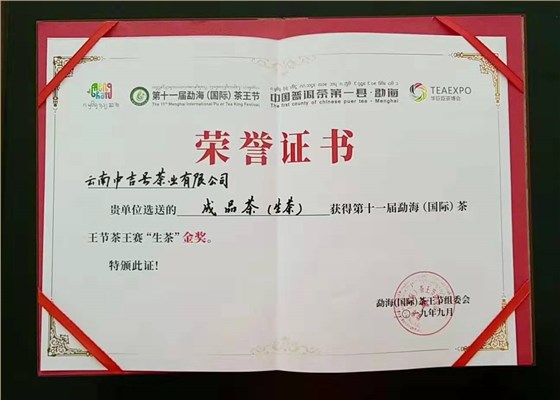 第十一届勐海（国际）茶王节
The 11th Menghai International Pu'er Tea King Festival
中国普洱茶第一县·勐海
The first county of chinese puer tea - Menghai
TEAEXPO
荣誉证书
云南中吉号茶业有限公司
贵单位选送的 成品茶（生茶） 获得第十一届勐海（国际）茶
王节茶王赛“生茶”金奖。
特颁此证！
勐海(国际)茶王节组委会
二〇一九年九月